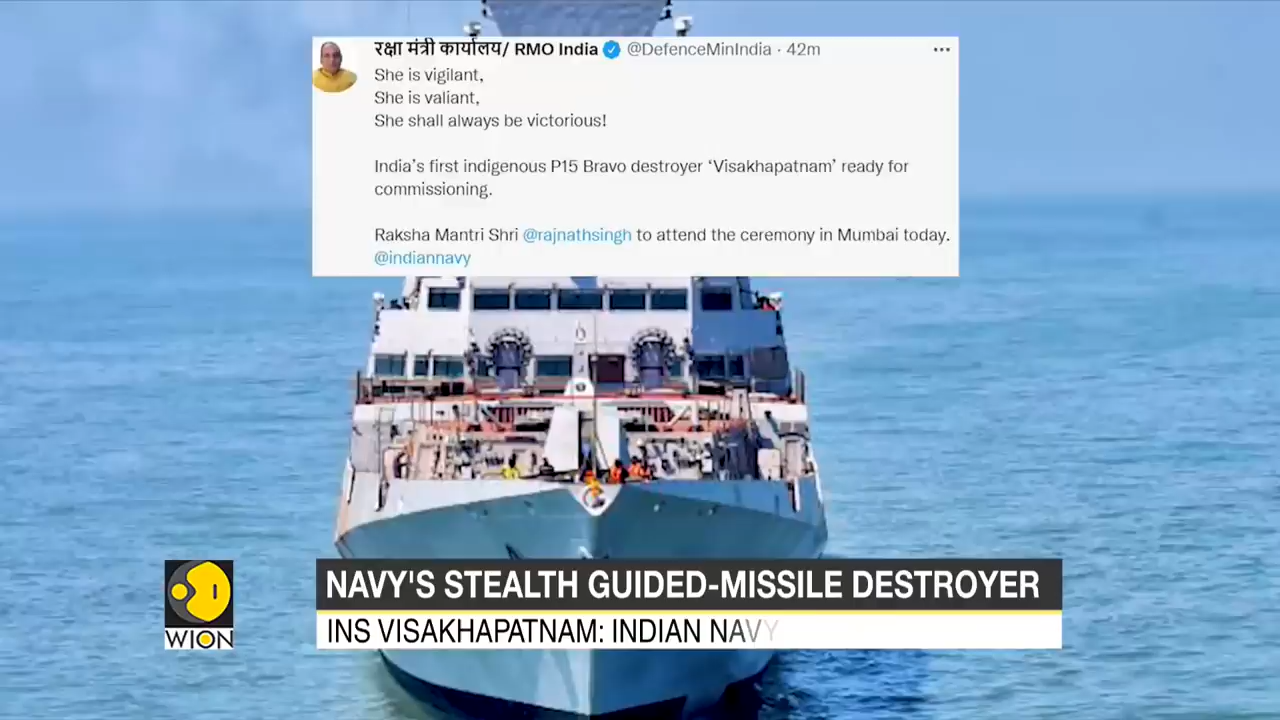 रक्षा मंत्री कार्यालय/ RMO India @DefenceMinIndia · 42m
She is vigilant,
She is valiant,
She shall always be victorious!
India's first indigenous P15 Bravo destroyer ‘Visakhapatnam’ ready for
commissioning.
Raksha Mantri Shri @rajnathsingh to attend the ceremony in Mumbai today.
@indiannavy
NAVY'S STEALTH GUIDED-MISSILE DESTROYER
INS VISAKHAPATNAM: INDIAN NAVY
WION